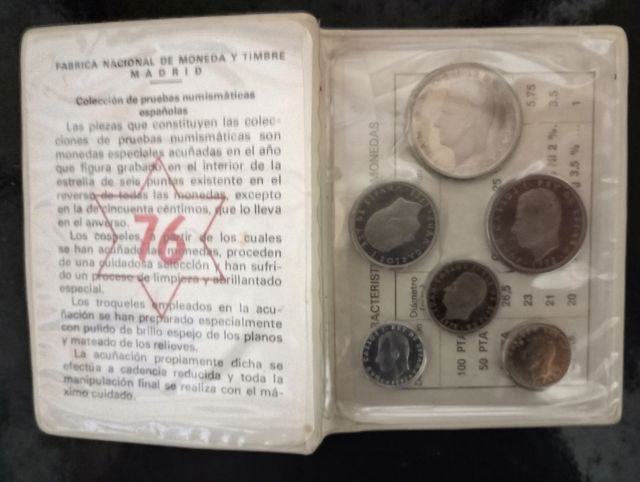 FABRICA NACIONAL DE MONEDA Y TIMBRE
MADRID
Colección de pruebas numismáticas
españolas
Las piezas que constituyen las colec-
ciones de pruebas numismáticas son
monedas especiales acuñadas en el año
que figura grabado en el interior de la
estrella de seis puntas existente en el
reverso de todas las monedas, excepto
en la de cincuenta céntimos, que lo lleva
en el anverso.
Los cospeles, a partir de los cuales
se han acuñado las monedas, proceden
de una cuidadosa selección y han sufri-
do un proceso de limpieza y abrillantado
especial.
Los troqueles empleados en la acu-
ñación se han preparado especialmente
con pulido de brillo espejo de los planos
y mateado de los relieves.
La acuñación propiamente dicha se
efectúa a cadencia reducida y toda la
manipulación final se realiza con el má-
ximo cuidado.
76
MONEDAS
Diámetro
100 PTA
50 PTA
26,5
23
21
20
5,75
3,5
1